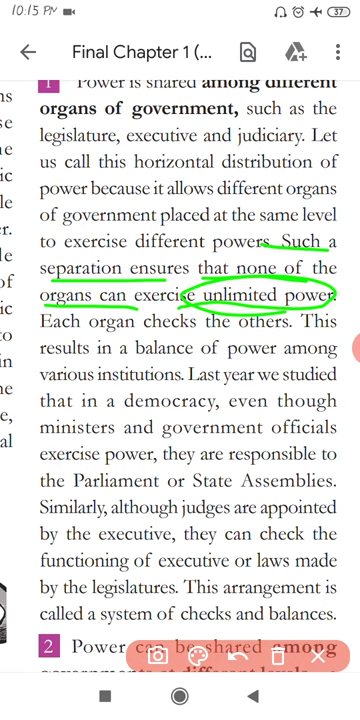 10:15 PM
37
Final Chapter 1 (...
1 Power is shared among different
organs of government, such as the
legislature, executive and judiciary. Let
us call this horizontal distribution of
power because it allows different organs
of government placed at the same level
to exercise different powers. Such a
separation ensures that none of the
organs can exercise unlimited power.
Each organ checks the others. This
results in a balance of power among
various institutions. Last year we studied
that in a democracy, even though
ministers and government officials
exercise power, they are responsible to
the Parliament or State Assemblies.
Similarly, although judges are appointed
by the executive, they can check the
functioning of executive or laws made
by the legislatures. This arrangement is
called a system of checks and balances.
2 Power can be shared among